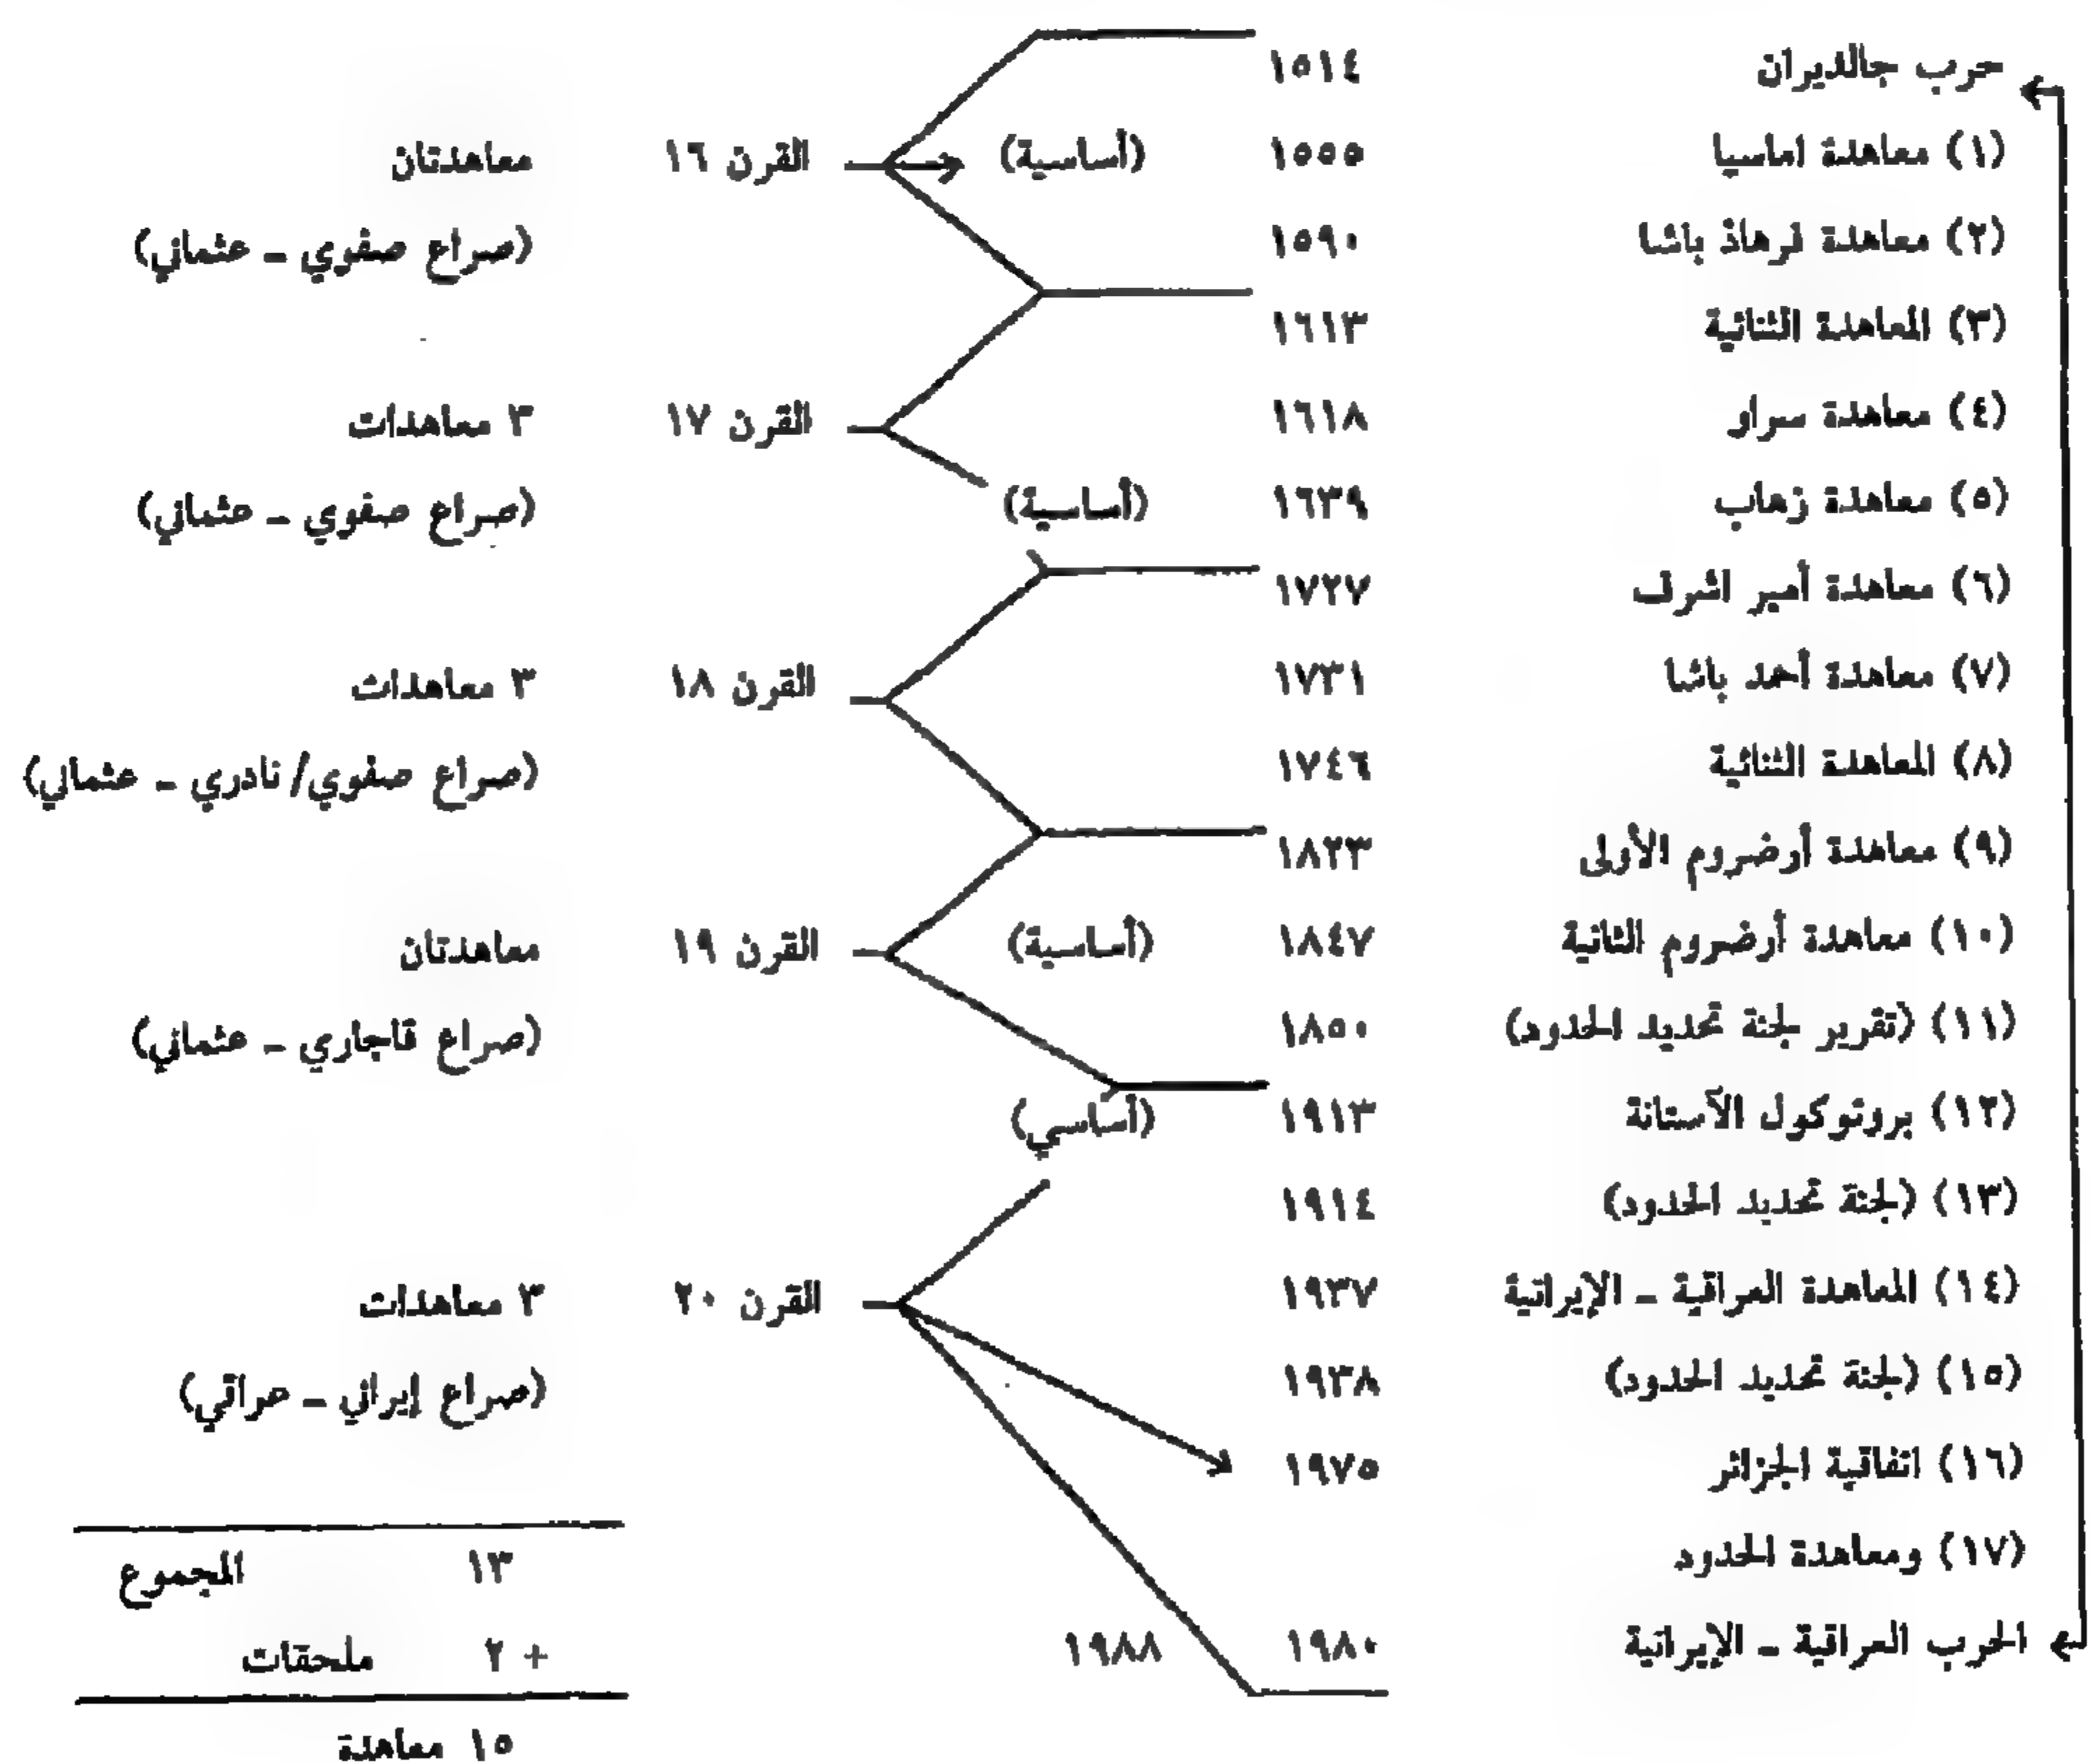 حرب جالديران ١٥١٤
(١) معاهدة اماسيا ١٥٥٥ (أساسية) القرن ١٦ معاهدتان
(٢) معاهدة فرهاذ باشا ١٥٩٠ (صراع صفوي - عثماني)
(٣) المعاهدة الثنائية ١٦١٣
(٤) معاهدة سراو ١٦١٨ القرن ١٧ ٣ معاهدات
(٥) معاهدة زهاب ١٦٣٩ (أساسية) (صراع صفوي - عثماني)
(٦) معاهدة أمير اشرف ١٧٢٧
(٧) معاهدة أحمد باشا ١٧٣١ القرن ١٨ ٣ معاهدات
(٨) المعاهدة الثنائية ١٧٤٦ (صراع صفوي/نادري - عثماني)
(٩) معاهدة أرضروم الأولى ١٨٢٣
(١٠) معاهدة أرضروم الثانية ١٨٤٧ (أساسية) القرن ١٩ معاهدتان
(١١) (تقرير لجنة تحديد الحدود) ١٨٥٠ (صراع قاجاري - عثماني)
(١٢) بروتوكول الآستانة ١٩١٣ (أساسي)
(١٣) (لجنة تحديد الحدود) ١٩١٤
(١٤) المعاهدة العراقية - الإيرانية ١٩٣٧ القرن ٢٠ ٣ معاهدات
(١٥) (لجنة تحديد الحدود) ١٩٣٨ (صراع إيراني - عراقي)
(١٦) اتفاقية الجزائر ١٩٧٥
(١٧) ومعاهدة الحدود ١٣ المجموع
الحرب العراقية - الإيرانية ١٩٨٠ ١٩٨٨ + ٢ ملحقات
١٥ معاهدة